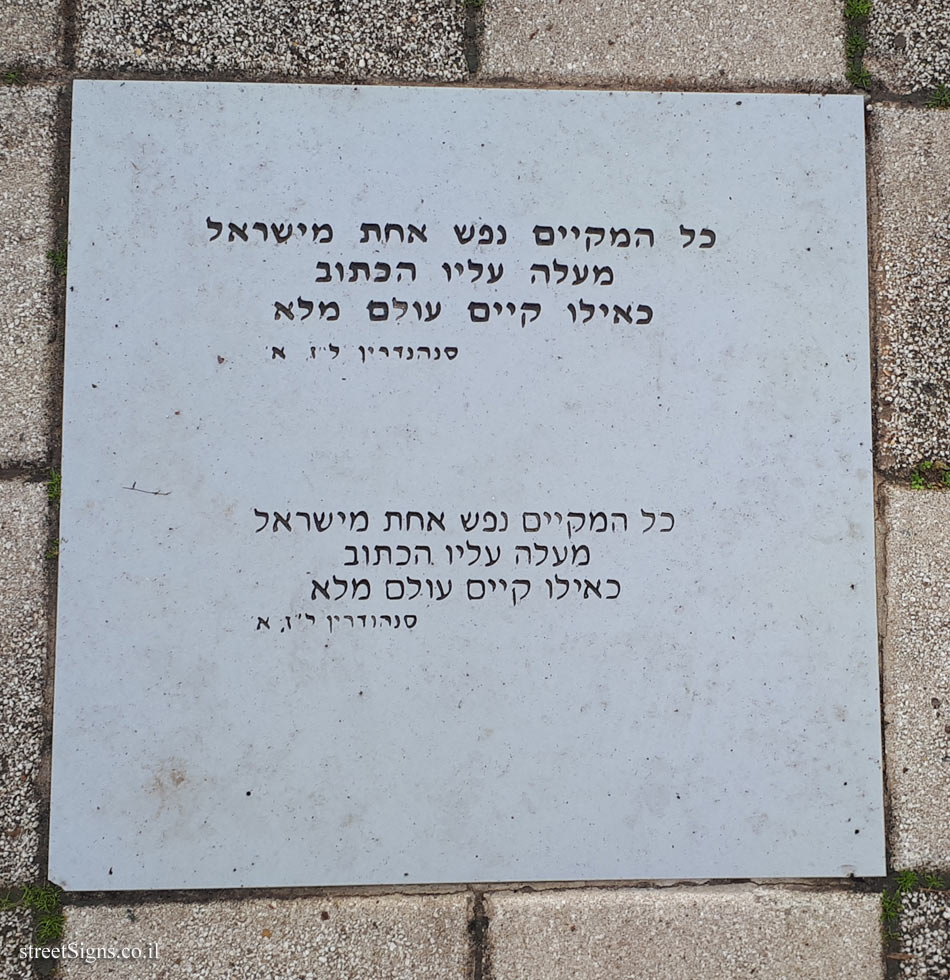 כל המקיים נפש אחת מישראל
מעלה עליו הכתוב
כאילו קיים עולם מלא
סנהנדרין ל״ז א
כל המקיים נפש אחת מישראל
מעלה עליו הכתוב
כאילו קיים עולם מלא
סנהודרין ל״ז, א
streetSigns.co.il